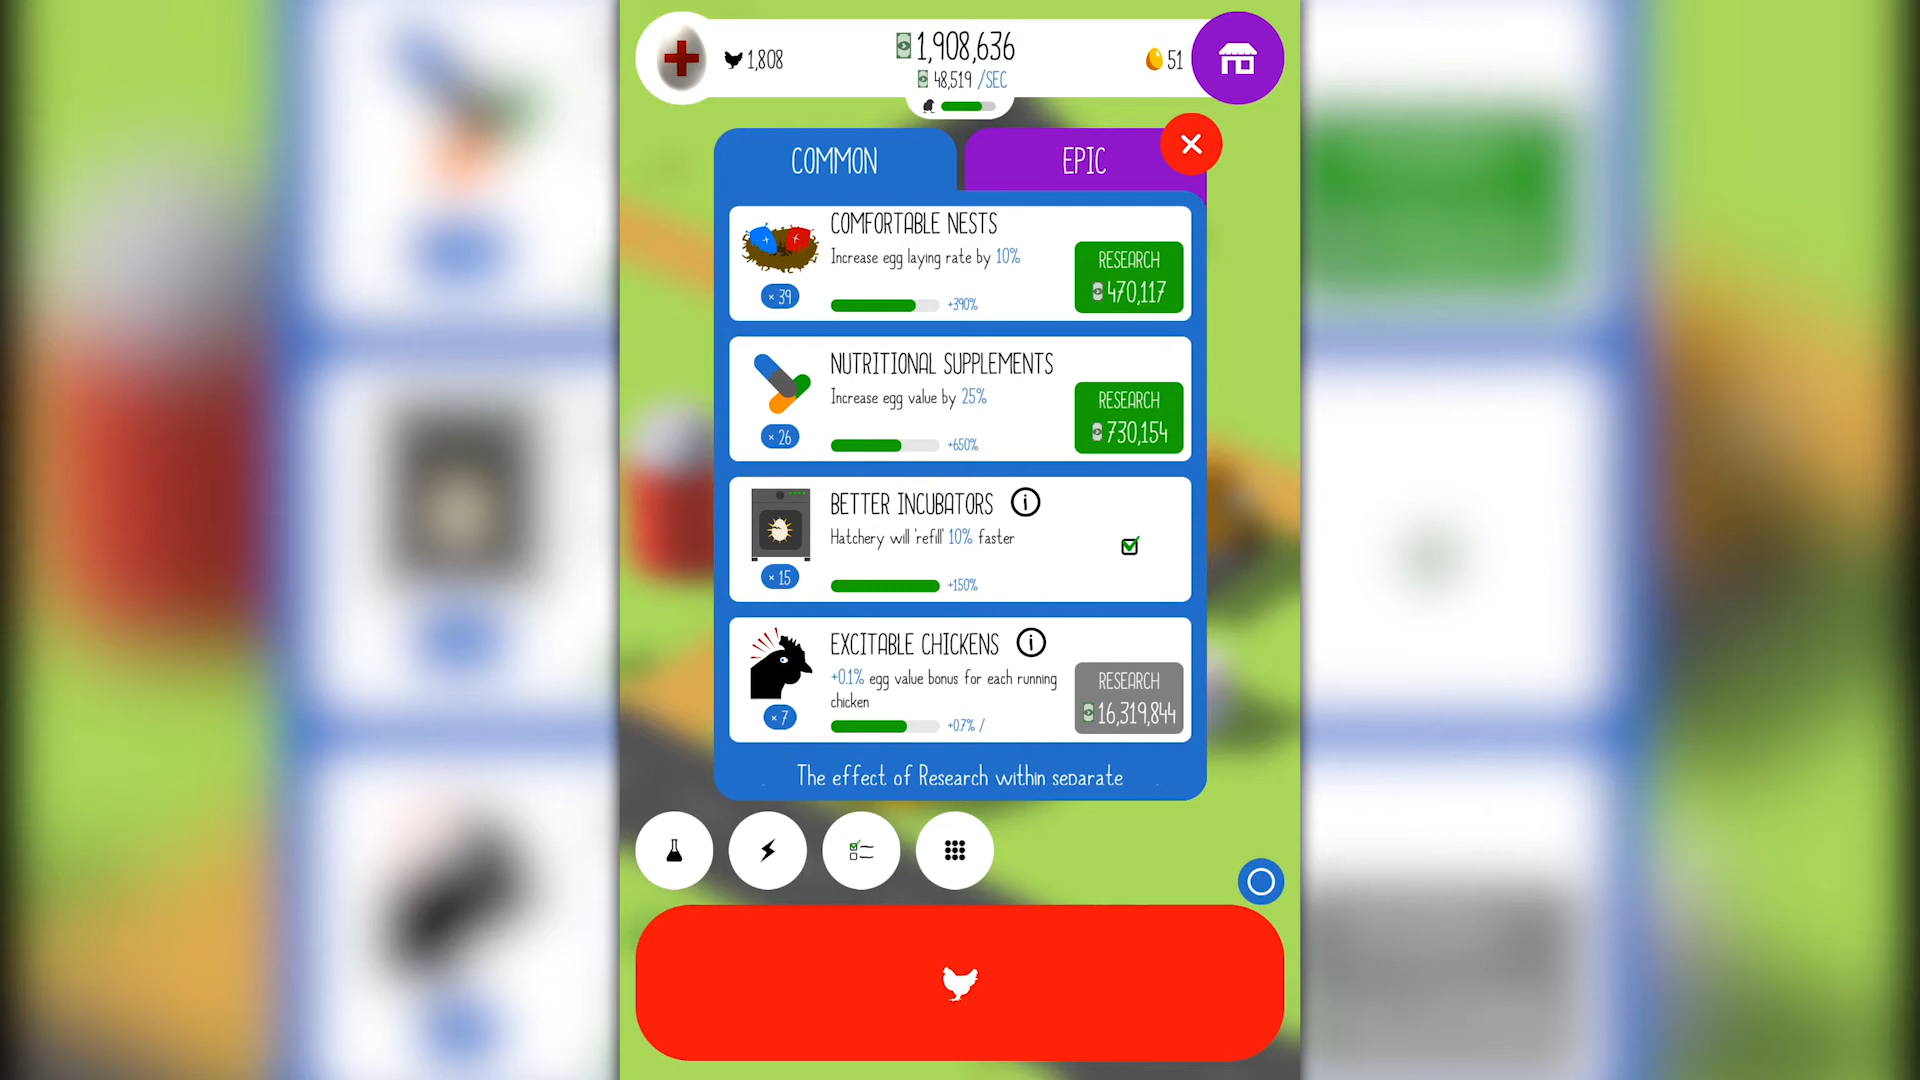 1,808
1,908,636
48,519 /SEC
51
COMMON
EPIC
COMFORTABLE NESTS
Increase egg laying rate by 10%
× 39
+390%
RESEARCH
470,117
NUTRITIONAL SUPPLEMENTS
Increase egg value by 25%
× 26
+650%
RESEARCH
730,154
BETTER INCUBATORS
Hatchery will 'refill' 10% faster
× 15
+150%
EXCITABLE CHICKENS
+0.1% egg value bonus for each running
chicken
× 7
+0.7% /
RESEARCH
16,319,844
The effect of Research within separate